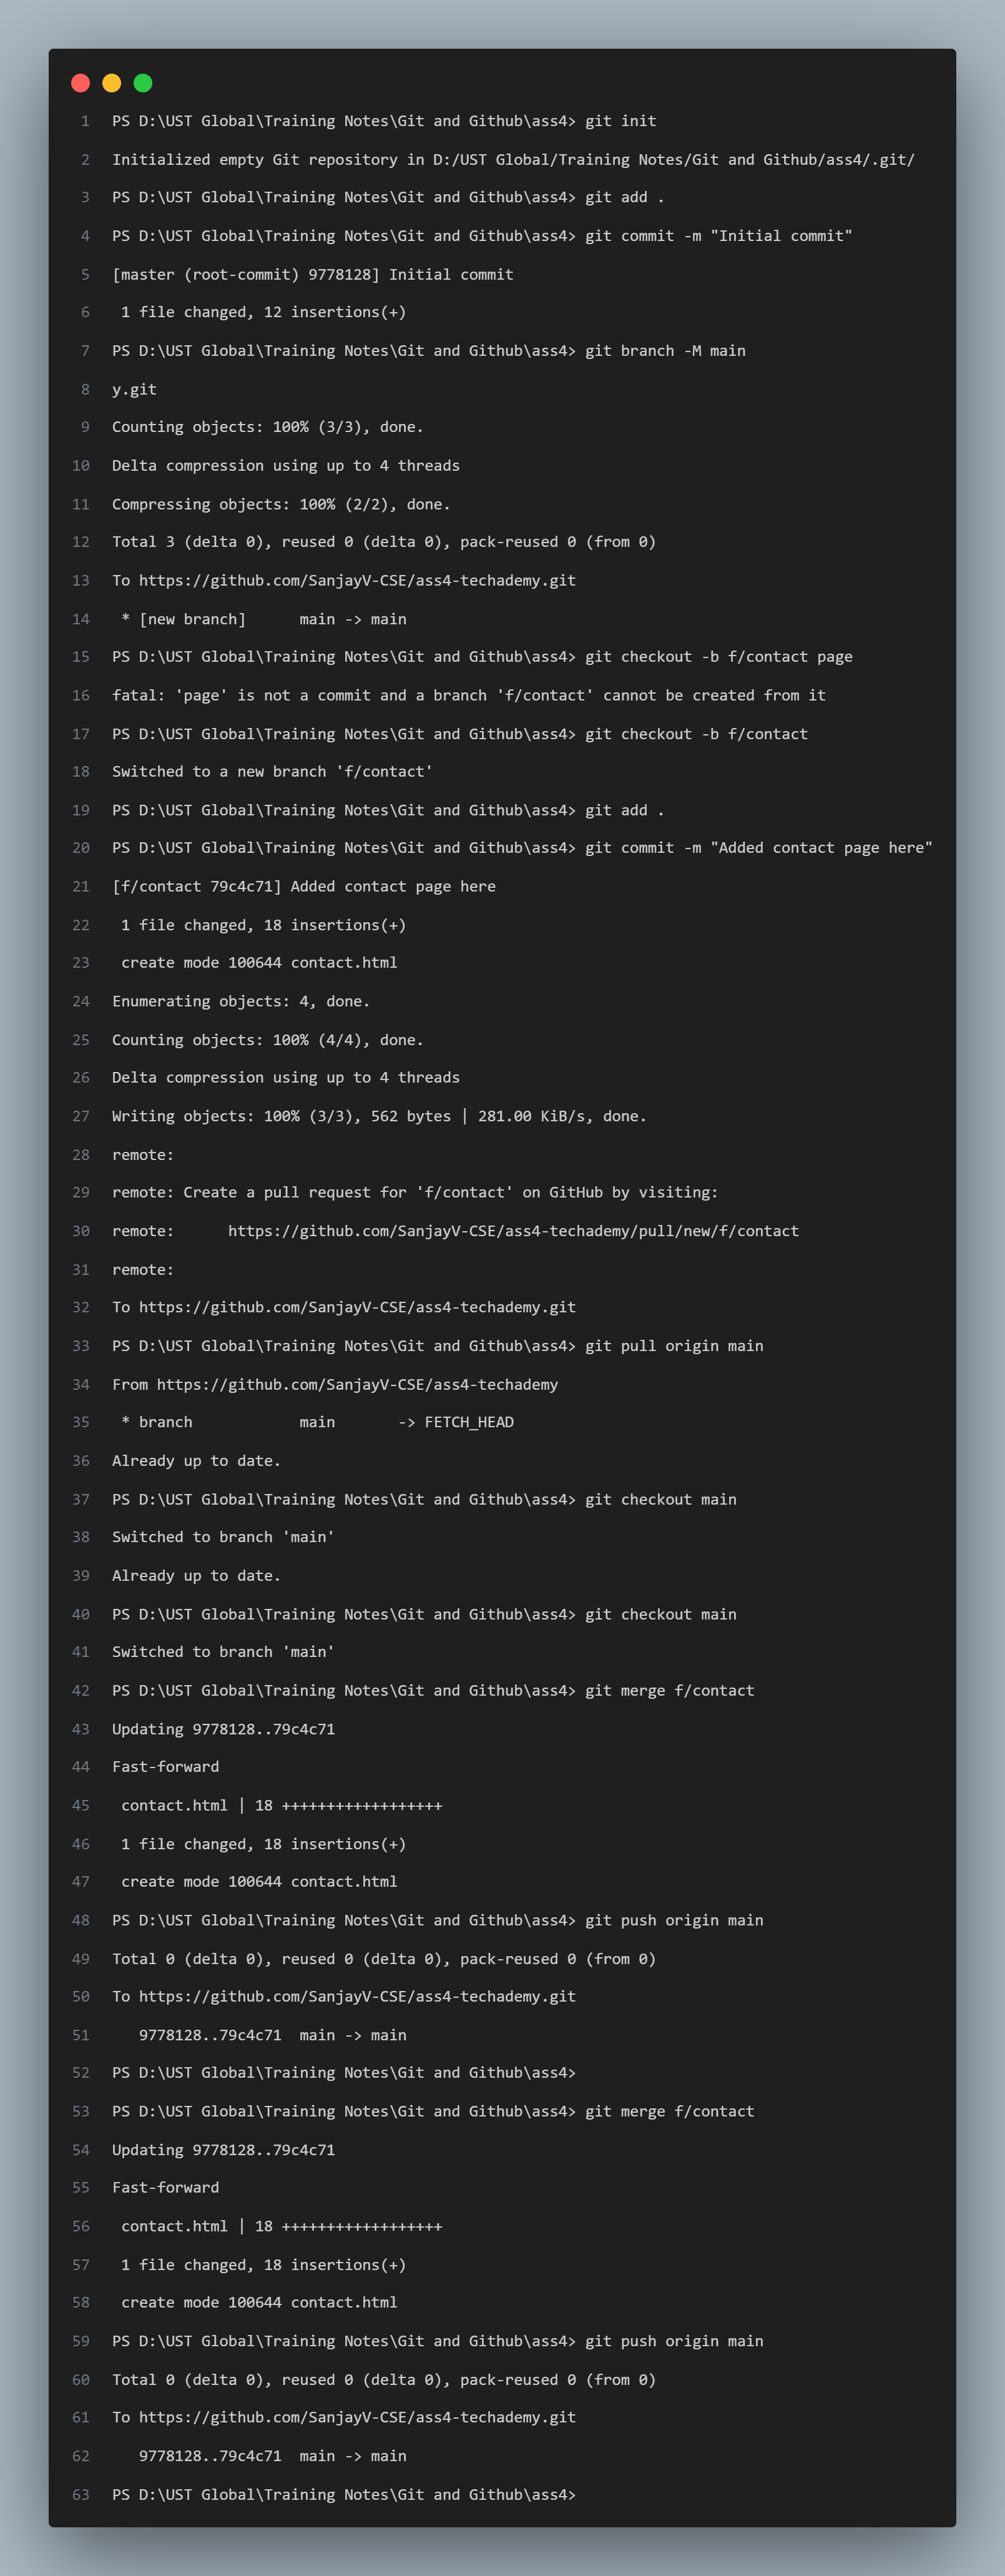 1 PS D:\UST Global\Training Notes\Git and Github\ass4> git init
2 Initialized empty Git repository in D:/UST Global/Training Notes/Git and Github/ass4/.git/
3 PS D:\UST Global\Training Notes\Git and Github\ass4> git add .
4 PS D:\UST Global\Training Notes\Git and Github\ass4> git commit -m "Initial commit"
5 [master (root-commit) 9778128] Initial commit
6  1 file changed, 12 insertions(+)
7 PS D:\UST Global\Training Notes\Git and Github\ass4> git branch -M main
8 y.git
9 Counting objects: 100% (3/3), done.
10 Delta compression using up to 4 threads
11 Compressing objects: 100% (2/2), done.
12 Total 3 (delta 0), reused 0 (delta 0), pack-reused 0 (from 0)
13 To https://github.com/SanjayV-CSE/ass4-techademy.git
14  * [new branch]      main -> main
15 PS D:\UST Global\Training Notes\Git and Github\ass4> git checkout -b f/contact page
16 fatal: 'page' is not a commit and a branch 'f/contact' cannot be created from it
17 PS D:\UST Global\Training Notes\Git and Github\ass4> git checkout -b f/contact
18 Switched to a new branch 'f/contact'
19 PS D:\UST Global\Training Notes\Git and Github\ass4> git add .
20 PS D:\UST Global\Training Notes\Git and Github\ass4> git commit -m "Added contact page here"
21 [f/contact 79c4c71] Added contact page here
22  1 file changed, 18 insertions(+)
23  create mode 100644 contact.html
24 Enumerating objects: 4, done.
25 Counting objects: 100% (4/4), done.
26 Delta compression using up to 4 threads
27 Writing objects: 100% (3/3), 562 bytes | 281.00 KiB/s, done.
28 remote:
29 remote: Create a pull request for 'f/contact' on GitHub by visiting:
30 remote:      https://github.com/SanjayV-CSE/ass4-techademy/pull/new/f/contact
31 remote:
32 To https://github.com/SanjayV-CSE/ass4-techademy.git
33 PS D:\UST Global\Training Notes\Git and Github\ass4> git pull origin main
34 From https://github.com/SanjayV-CSE/ass4-techademy
35  * branch               main       -> FETCH_HEAD
36 Already up to date.
37 PS D:\UST Global\Training Notes\Git and Github\ass4> git checkout main
38 Switched to branch 'main'
39 Already up to date.
40 PS D:\UST Global\Training Notes\Git and Github\ass4> git checkout main
41 Switched to branch 'main'
42 PS D:\UST Global\Training Notes\Git and Github\ass4> git merge f/contact
43 Updating 9778128..79c4c71
44 Fast-forward
45  contact.html | 18 ++++++++++++++++++
46  1 file changed, 18 insertions(+)
47  create mode 100644 contact.html
48 PS D:\UST Global\Training Notes\Git and Github\ass4> git push origin main
49 Total 0 (delta 0), reused 0 (delta 0), pack-reused 0 (from 0)
50 To https://github.com/SanjayV-CSE/ass4-techademy.git
51    9778128..79c4c71  main -> main
52 PS D:\UST Global\Training Notes\Git and Github\ass4>
53 PS D:\UST Global\Training Notes\Git and Github\ass4> git merge f/contact
54 Updating 9778128..79c4c71
55 Fast-forward
56  contact.html | 18 ++++++++++++++++++
57  1 file changed, 18 insertions(+)
58  create mode 100644 contact.html
59 PS D:\UST Global\Training Notes\Git and Github\ass4> git push origin main
60 Total 0 (delta 0), reused 0 (delta 0), pack-reused 0 (from 0)
61 To https://github.com/SanjayV-CSE/ass4-techademy.git
62    9778128..79c4c71  main -> main
63 PS D:\UST Global\Training Notes\Git and Github\ass4>